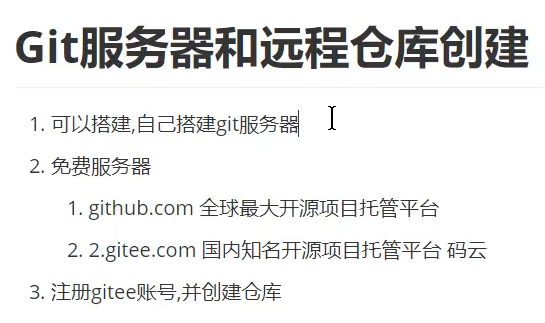 Git服务器和远程仓库创建
1. 可以搭建,自己搭建git服务器
2. 免费服务器
1. github.com 全球最大开源项目托管平台
2. 2.gitee.com 国内知名开源项目托管平台 码云
3. 注册gitee账号,并创建仓库